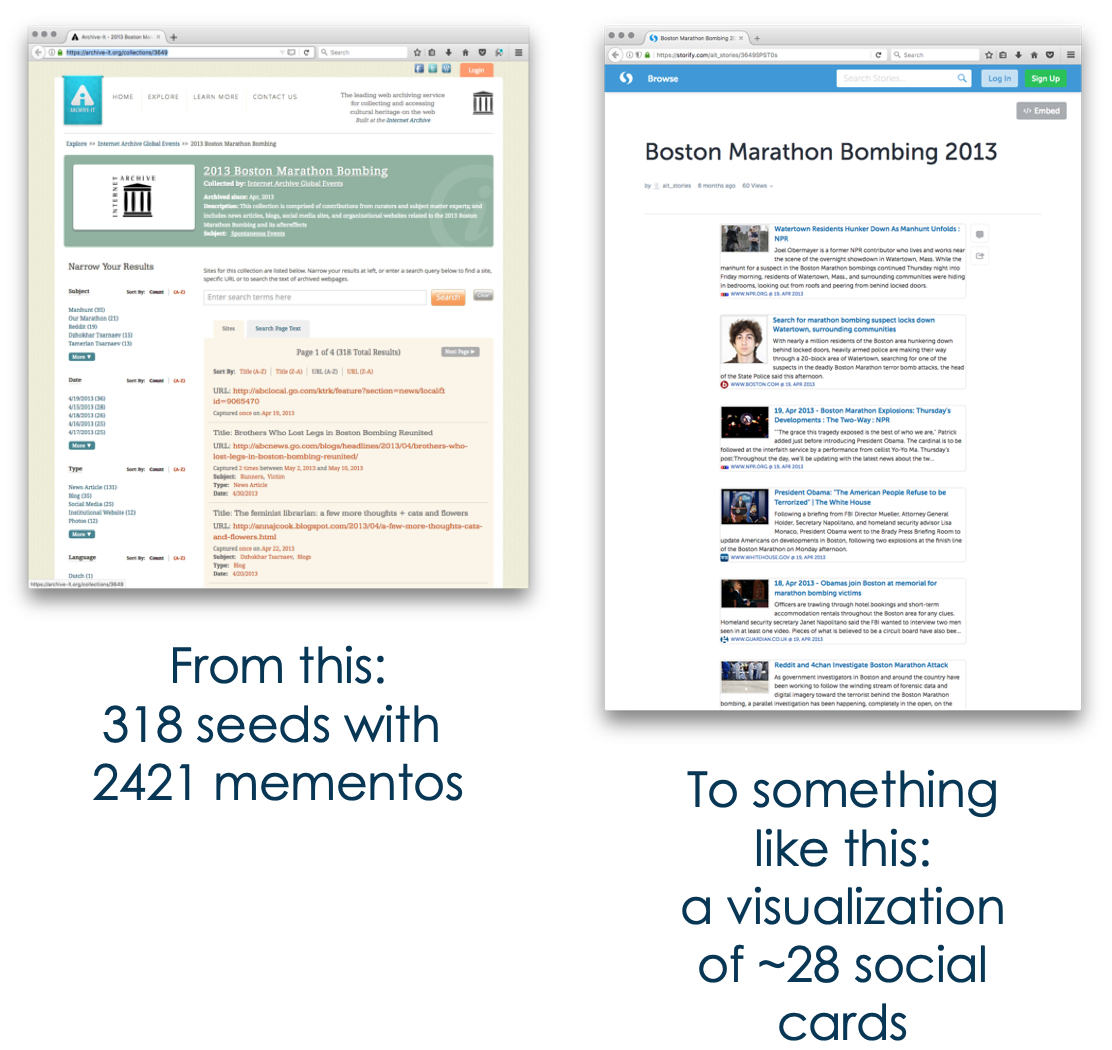 Archive-It - 2013 Boston Ma
https://archive-it.org/collections/3649
Search
Login
ARCHIVE-IT
HOME EXPLORE LEARN MORE CONTACT US
The leading web archiving service
for collecting and accessing
cultural heritage on the web
Built at the Internet Archive
Explore >> Internet Archive Global Events >> 2013 Boston Marathon Bombing
INTERNET ARCHIVE
2013 Boston Marathon Bombing
Collected by: Internet Archive Global Events
Archived since: Apr, 2013
Description: This collection is comprised of contributions from curators and subject matter experts; and
includes news articles, blogs, social media sites, and organizational websites related to the 2013 Boston
Marathon Bombing and its aftereffects
Subject: Spontaneous Events
Narrow Your Results
Subject Sort By: Count (A-Z)
Manhunt (35)
Our Marathon (21)
Reddit (19)
Dzhokhar Tsarnaev (15)
Tamerlan Tsarnaev (13)
More ▼
Date Sort By: Count (A-Z)
4/19/2013 (36)
4/15/2013 (28)
4/18/2013 (26)
4/16/2013 (25)
4/17/2013 (25)
More ▼
Type Sort By: Count (A-Z)
News Article (131)
Blog (35)
Social Media (25)
Institutional Website (12)
Photos (12)
More ▼
Language Sort By: Count (A-Z)
Dutch (1)
https://archive-it.org/collections/3649
Sites for this collection are listed below. Narrow your results at left, or enter a search query below to find a site,
specific URL or to search the text of archived webpages.
Enter search terms here
Search
Clear
Sites Search Page Text
Page 1 of 4 (318 Total Results)
Next Page ►
Sort By: Title (A-Z) | Title (Z-A) | URL (A-Z) | URL (Z-A)
URL: http://abclocal.go.com/ktrk/feature?section=news/local&
id=9065470
Captured once on Apr 19, 2013
Title: Brothers Who Lost Legs in Boston Bombing Reunited
URL: http://abcnews.go.com/blogs/headlines/2013/04/brothers-who-
lost-legs-in-boston-bombing-reunited/
Captured 2 times between May 2, 2013 and May 16, 2013
Subject: Runners, Victim
Type: News Article
Date: 4/30/2013
Title: The feminist librarian: a few more thoughts + cats and flowers
URL: http://annajcook.blogspot.com/2013/04/a-few-more-thoughts-cats-
and-flowers.html
Captured once on Apr 22, 2013
Subject: Dzhokhar Tsarnaev, Blogs
Type: Blog
Date: 4/20/2013
From this:
318 seeds with
2421 mementos
Boston Marathon Bombing 2
Search
Browse
Search Stories...
Log In
Sign Up
</> Embed
Boston Marathon Bombing 2013
by alt_stories 8 months ago 60 Views
Watertown Residents Hunker Down As Manhunt Unfolds :
NPR
Joel Obermayer is a former NPR contributor who lives and works near
the scene of the overnight showdown in Watertown, Mass. While the
manhunt for a suspect in the Boston Marathon bombings continued Thursday night into
Friday morning, residents of Watertown, Mass., and surrounding communities were hiding
in bedrooms, looking out from roofs and peering from behind locked doors.
WWW.NPR.ORG @ 19, APR 2013
Search for marathon bombing suspect locks down
Watertown, surrounding communities
With nearly a million residents of the Boston area hunkering down
behind locked doors, heavily armed police are making their way
through a 20-block area of Watertown, searching for one of the
suspects in the deadly Boston Marathon terror bomb attacks, the head
of the State Police said this afternoon.
WWW.BOSTON.COM @ 19, APR 2013
19, Apr 2013 - Boston Marathon Explosions: Thursday's
Developments : The Two-Way : NPR
""The grace this tragedy exposed is the best of who we are," Patrick
added just before introducing President Obama. The cardinal is to be
followed at the interfaith service by a performance from cellist Yo-Yo Ma. Thursday's
post:Throughout the day, we'll be updating with the latest news about the tw...
WWW.NPR.ORG @ 19, APR 2013
President Obama: "The American People Refuse to be
Terrorized" | The White House
Following a briefing from FBI Director Mueller, Attorney General
Holder, Secretary Napolitano, and homeland security advisor Lisa
Monaco, President Obama went to the Brady Press Briefing Room to
update Americans on developments in Boston, following two explosions at the finish line
of the Boston Marathon on Monday afternoon.
WWW.WHITEHOUSE.GOV @ 19, APR 2013
18, Apr 2013 - Obamas join Boston at memorial for
marathon bombing victims
Officers are trawling through hotel bookings and short-term
accommodation rentals throughout the Boston area for any clues.
Homeland security secretary Janet Napolitano said the FBI wanted to interview two men
seen in at least one video. Pieces of what is believed to be a circuit board have also bee...
WWW.GUARDIAN.CO.UK @ 19, APR 2013
Reddit and 4chan Investigate Boston Marathon Attack
As government investigators in Boston and around the country have
been working to follow the winding stream of forensic data and
digital imagery toward the terrorist behind the Boston Marathon
bombing, a parallel investigation has been happening, completely in the open, on the
To something
like this:
a visualization
of ~28 social
cards